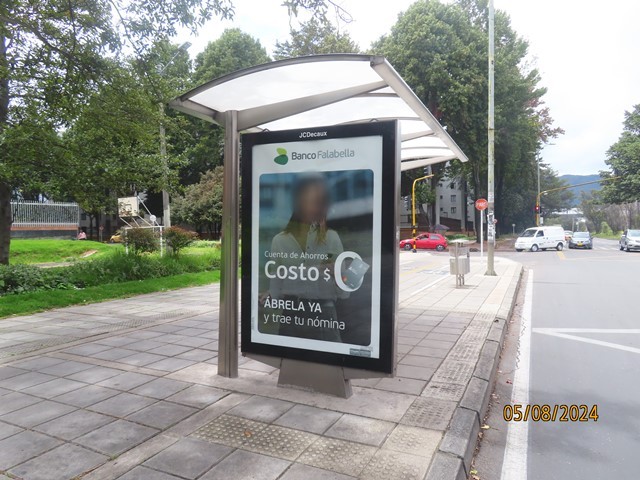 JCDecaux
Banco Falabella
Cuenta de Ahorros
Costo $0
ÁBRELA YA
y trae tu nómina
05/08/2024